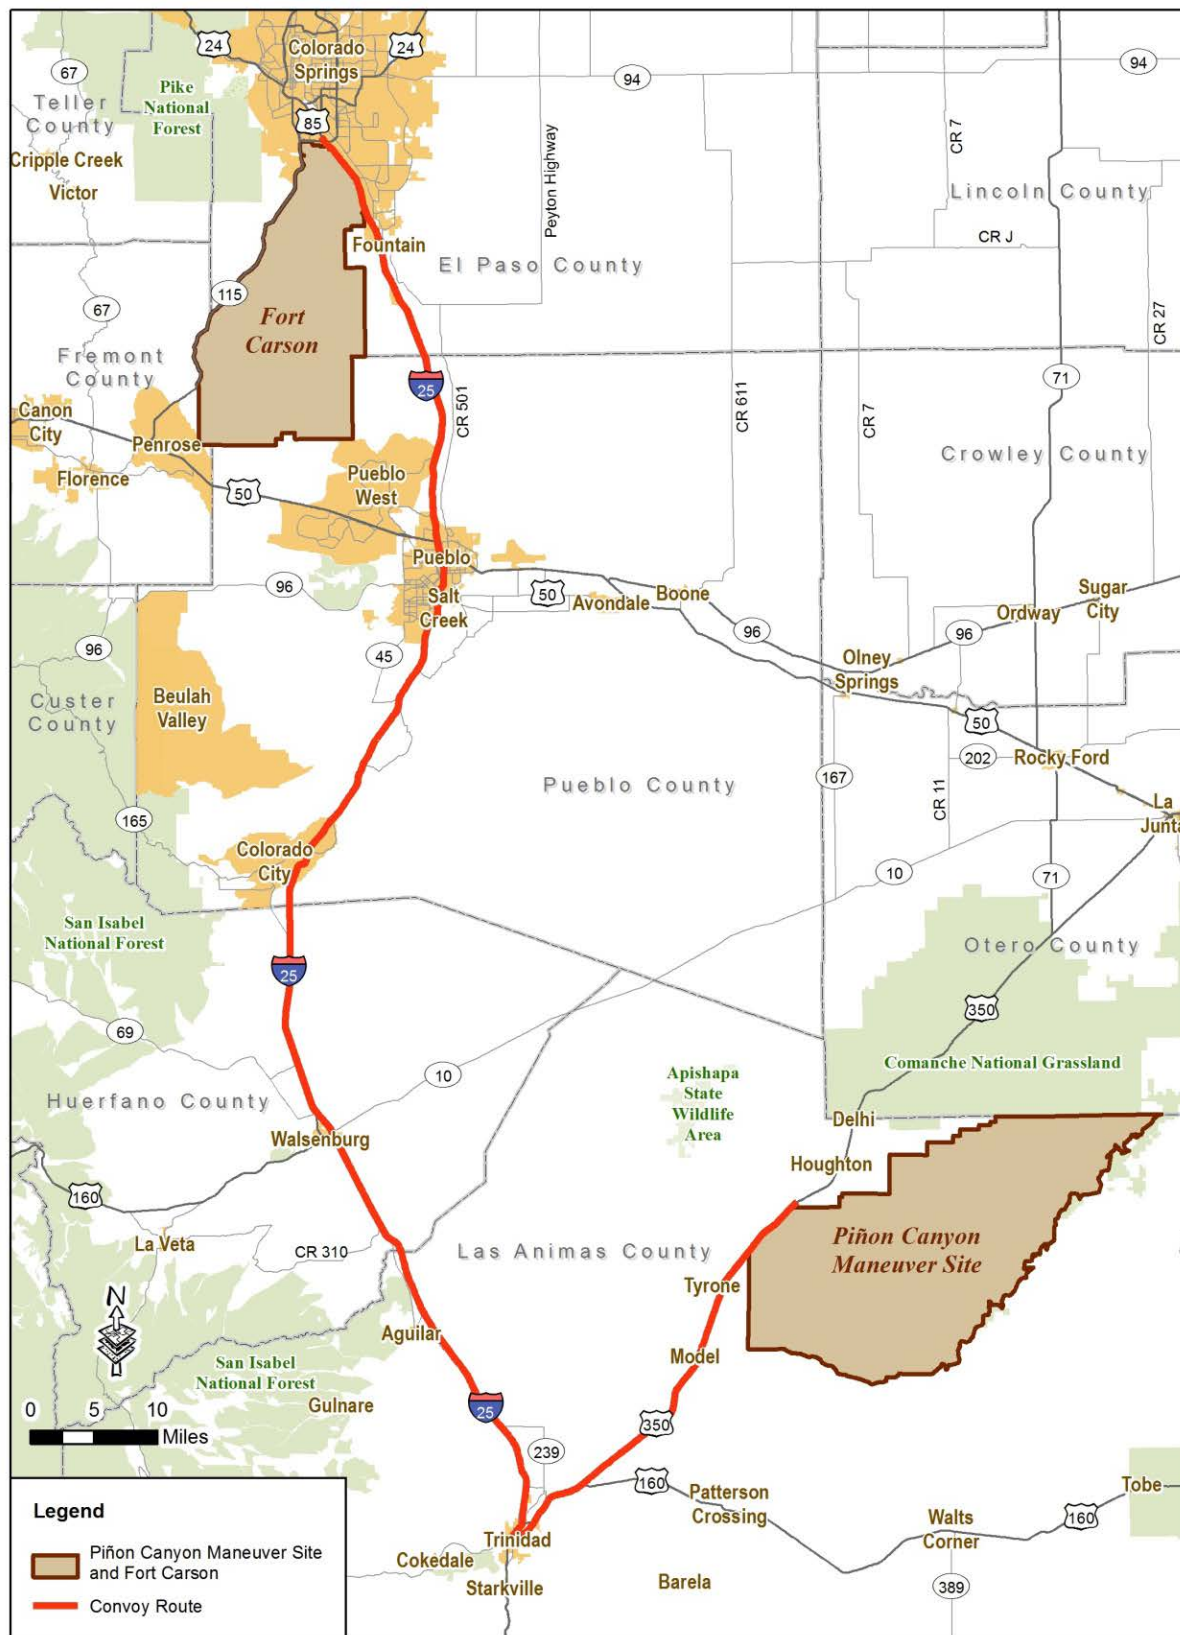 24
Colorado
Springs
24
67
94
94
Pike
National
Forest
Teller
County
85
CR 7
Cripple Creek
Victor
Peyton Highway
Lincoln County
CR J
Fountain
El Paso County
115
67
CR 27
Fort
Carson
Fremont
County
25
71
CR 501
CR 611
CR 7
Canon
City
Penrose
Crowley County
Florence
Pueblo
West
50
Pueblo
96
Salt
Creek
50
Avondale
Boone
Sugar
City
Ordway
96
96
96
45
Olney
Springs
Custer
County
Beulah
Valley
50
202
Rocky Ford
Pueblo County
167
CR 11
La
Junta
165
Colorado
City
10
71
San Isabel
National Forest
Otero County
25
350
69
Comanche National Grassland
Apishapa
State
Wildlife
Area
10
Huerfano County
Delhi
Walsenburg
Houghton
160
La Veta
CR 310
Las Animas County
Piñon Canyon
Maneuver Site
Tyrone
N
Aguilar
Model
San Isabel
National Forest
Gulnare
0 5 10
Miles
25
350
239
160
Patterson
Crossing
Tobe
160
Walts
Corner
Trinidad
Cokedale
Starkville
Barela
389
Legend
Piñon Canyon Maneuver Site
and Fort Carson
Convoy Route